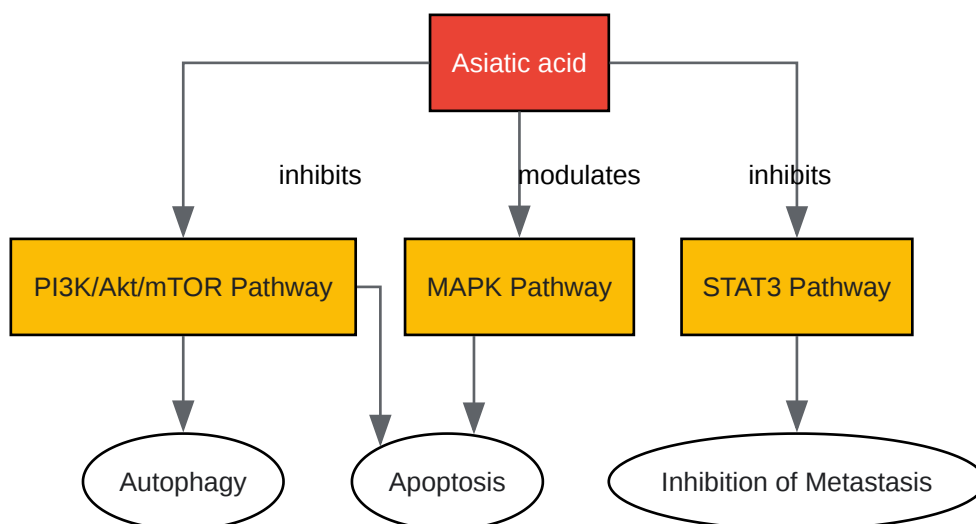 Asiatic acid
inhibits
modulates
inhibits
PI3K/Akt/mTOR Pathway
MAPK Pathway
STAT3 Pathway
Autophagy
Apoptosis
Inhibition of Metastasis